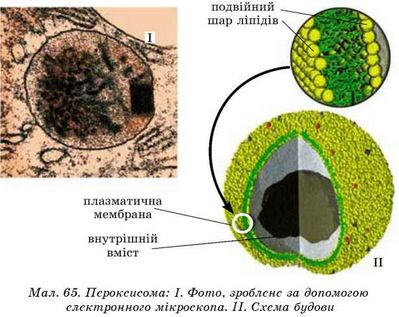 I
подвійний
шар ліпідів
плазматична
мембрана
внутрішній
вміст
II
Мал. 65. Пероксисома: I. Фото, зроблене за допомогою
електронного мікроскопа. II. Схема будови